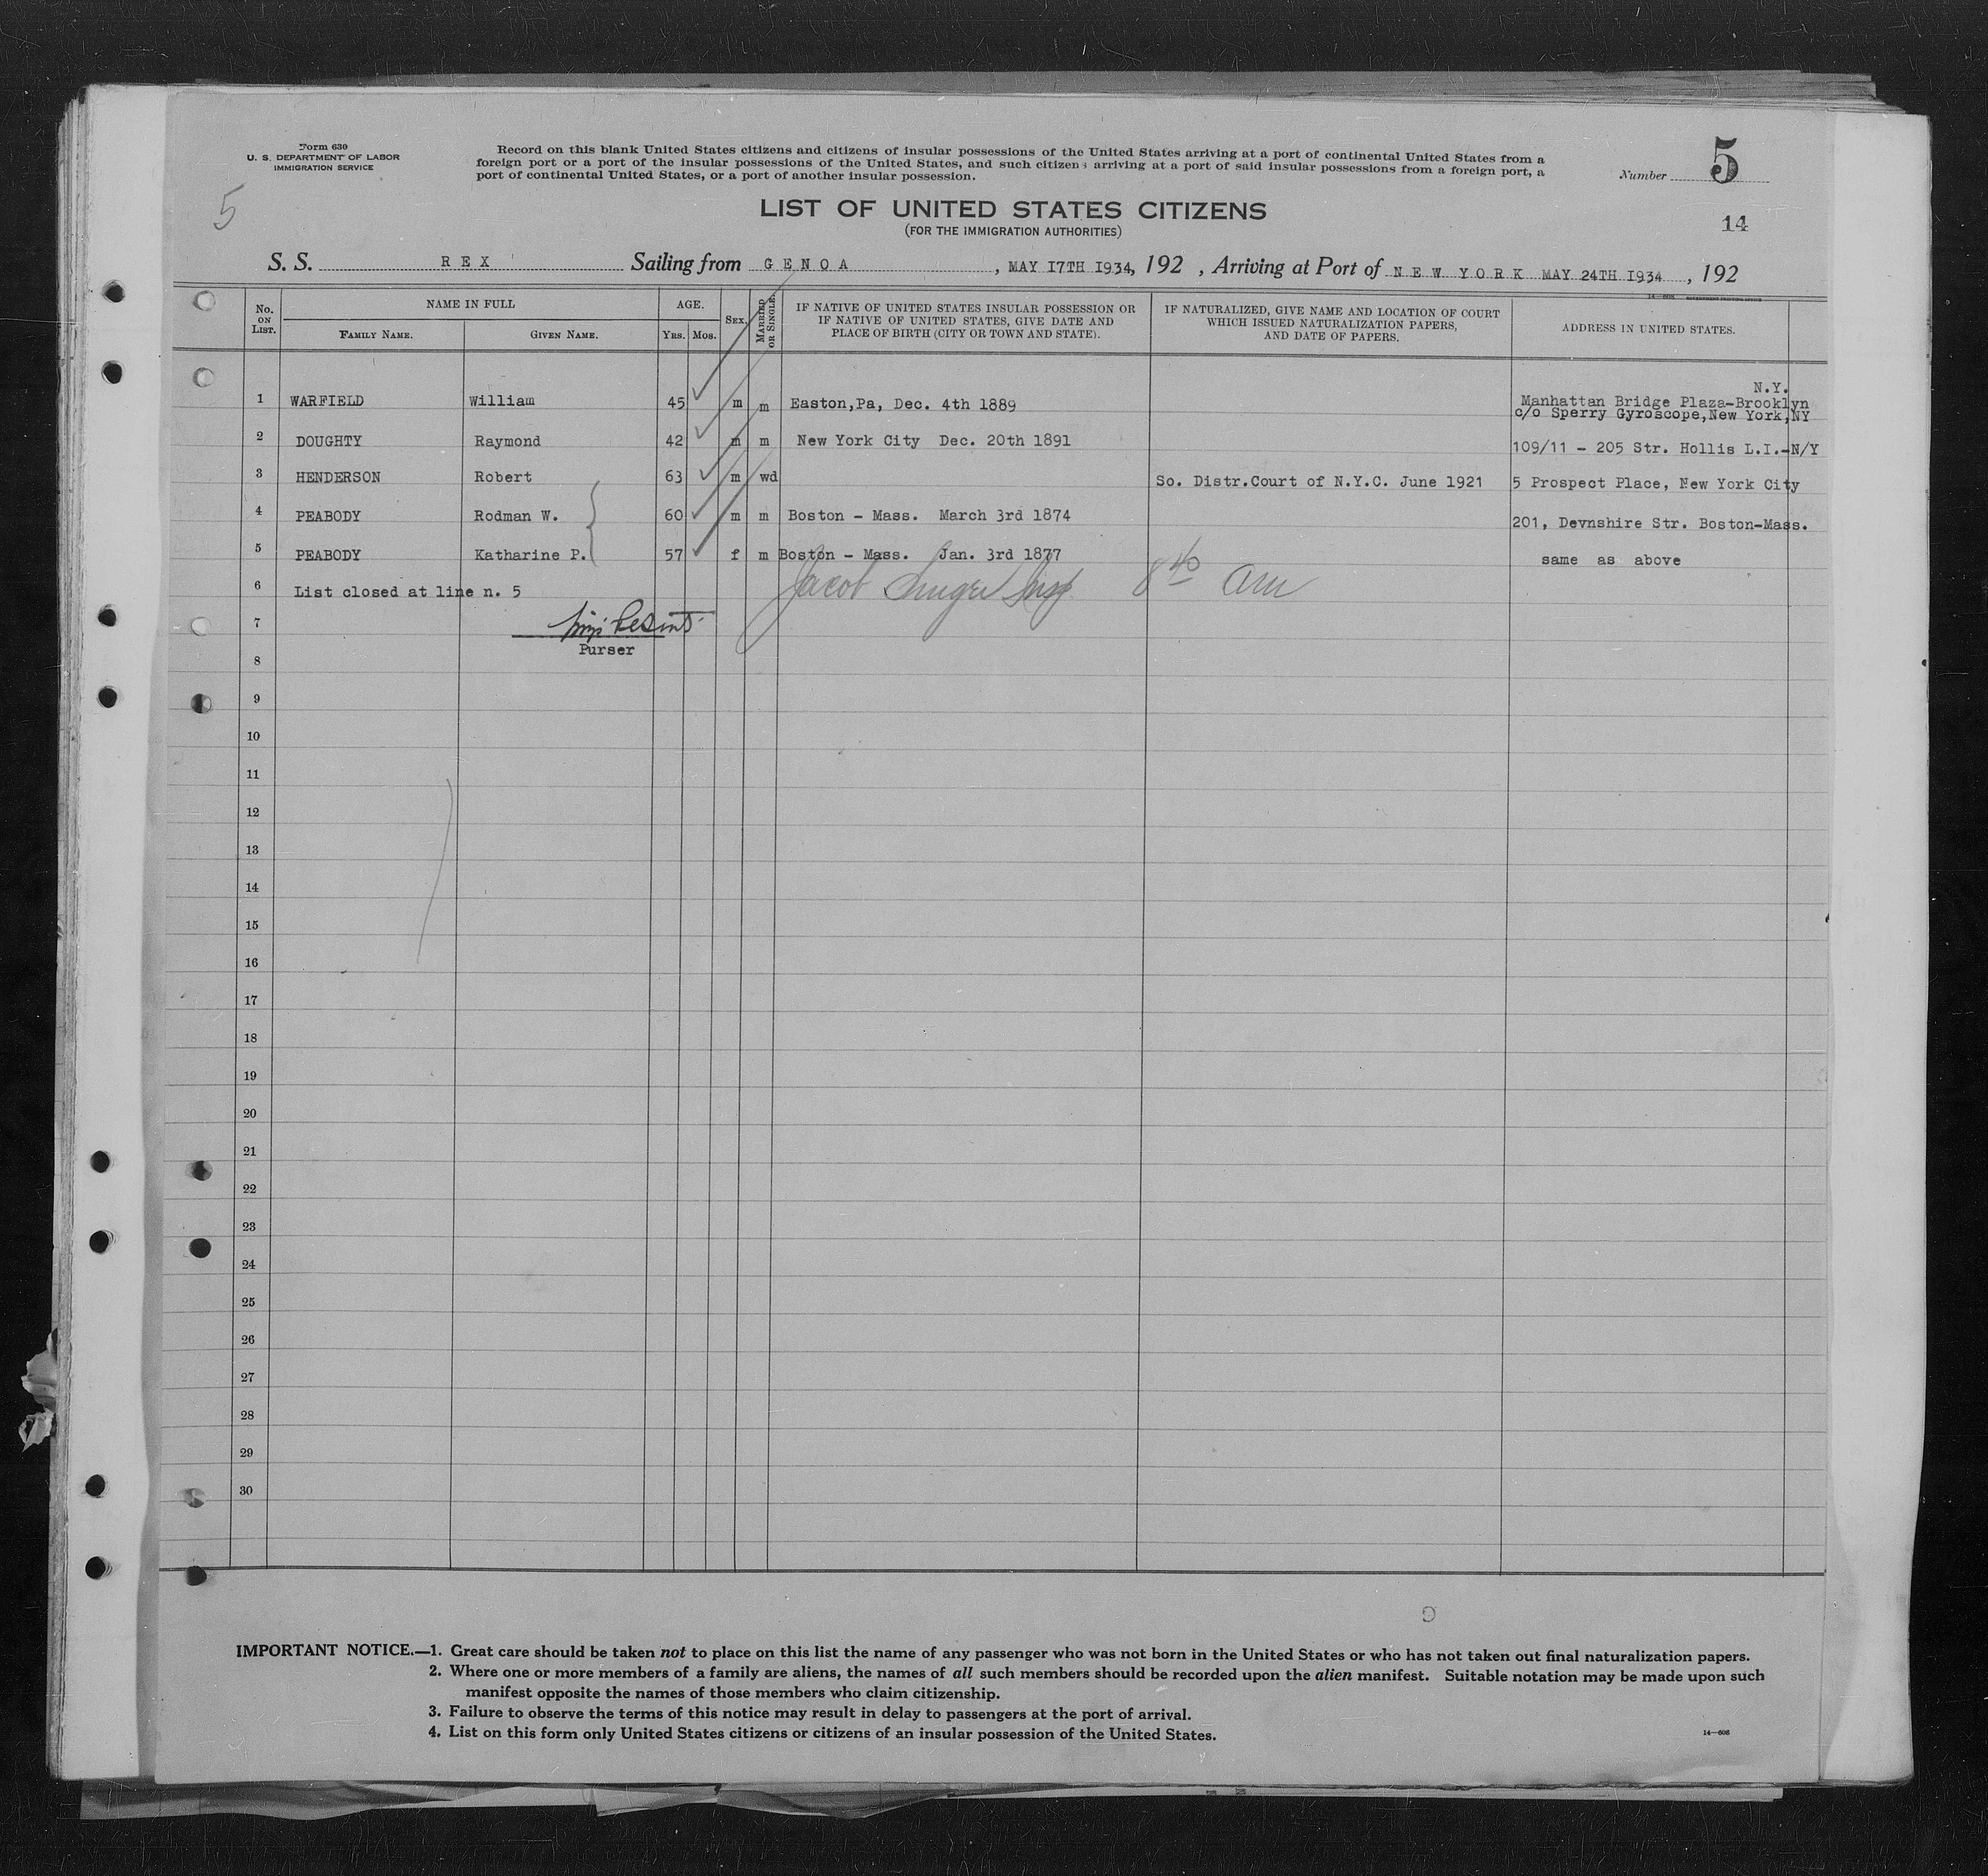 Form 630
U. S. DEPARTMENT OF LABOR
IMMIGRATION SERVICE
Record on this blank United States citizens and citizens of insular possessions of the United States arriving at a port of continental United States from a
foreign port or a port of the insular possessions of the United States, and such citizens arriving at a port of said insular possessions from a foreign port, a
port of continental United States, or a port of another insular possession.
Number 5
5
14
LIST OF UNITED STATES CITIZENS
(FOR THE IMMIGRATION AUTHORITIES)
S. S. REX Sailing from GENOA, MAY 17TH 1934, 192 , Arriving at Port of NEW YORK MAY 24TH 1934, 192
14—608
No. ON LIST. NAME IN FULL AGE. SEX. MARRIED OR SINGLE. IF NATIVE OF UNITED STATES INSULAR POSSESSION OR IF NATIVE OF UNITED STATES, GIVE DATE AND PLACE OF BIRTH (CITY OR TOWN AND STATE). IF NATURALIZED, GIVE NAME AND LOCATION OF COURT WHICH ISSUED NATURALIZATION PAPERS, AND DATE OF PAPERS. ADDRESS IN UNITED STATES.
FAMILY NAME. GIVEN NAME. YRS. MOS.
N.Y.
1 WARFIELD William 45 m m Easton,Pa, Dec. 4th 1889 Manhattan Bridge Plaza-Brooklyn
c/o Sperry Gyroscope,New York,NY
2 DOUGHTY Raymond 42 m m New York City Dec. 20th 1891 109/11 - 205 Str. Hollis L.I.-N/Y
3 HENDERSON Robert 63 m wd So. Distr.Court of N.Y.C. June 1921 5 Prospect Place, New York City
4 PEABODY Rodman W. 60 m m Boston - Mass. March 3rd 1874 201, Devnshire Str. Boston-Mass.
5 PEABODY Katharine P. 57 f m Boston - Mass. Jan. 3rd 1877 same as above
6 List closed at line n. 5 Jacob Insp 8 40 am
7
Purser
8
9
10
11
12
13
14
15
16
17
18
19
20
21
22
23
24
25
26
27
28
29
30
IMPORTANT NOTICE.—1. Great care should be taken not to place on this list the name of any passenger who was not born in the United States or who has not taken out final naturalization papers.
2. Where one or more members of a family are aliens, the names of all such members should be recorded upon the alien manifest. Suitable notation may be made upon such
manifest opposite the names of those members who claim citizenship.
3. Failure to observe the terms of this notice may result in delay to passengers at the port of arrival.
4. List on this form only United States citizens or citizens of an insular possession of the United States.
14—608